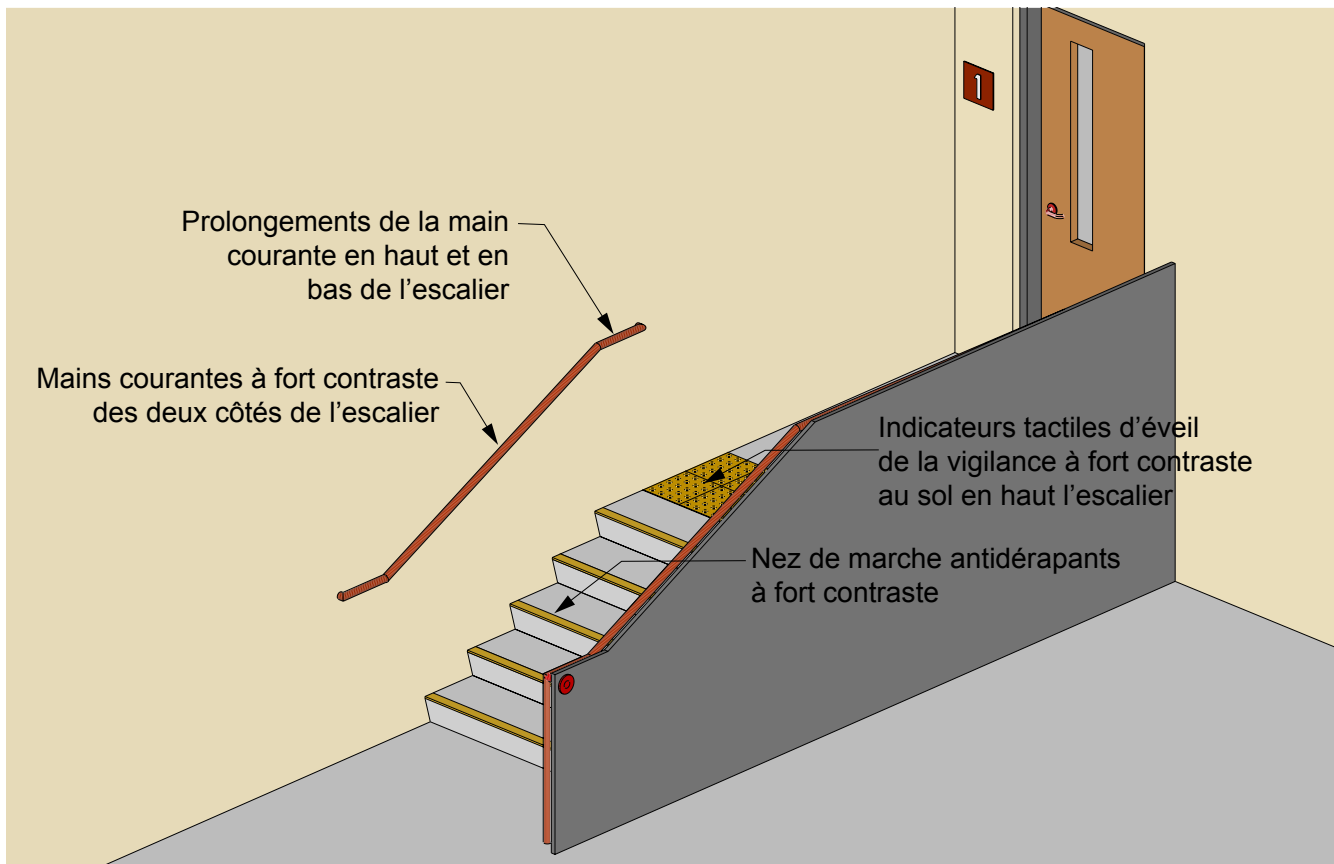 1
Prolongements de la main
courante en haut et en
bas de l’escalier
Mains courantes à fort contraste
des deux côtés de l’escalier
Indicateurs tactiles d’éveil
de la vigilance à fort contraste
au sol en haut l’escalier
Nez de marche antidérapants
à fort contraste